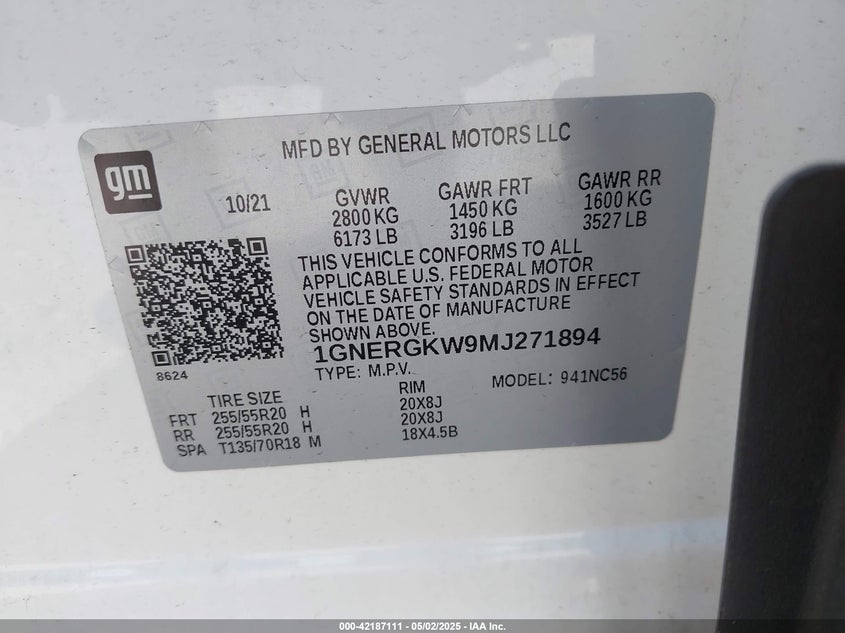 MFD BY GENERAL MOTORS LLC
gm
10/21
GVWR
2800 KG
6173 LB
GAWR FRT
1450 KG
3196 LB
GAWR RR
1600 KG
3527 LB
THIS VEHICLE CONFORMS TO ALL
APPLICABLE U.S. FEDERAL MOTOR
VEHICLE SAFETY STANDARDS IN EFFECT
ON THE DATE OF MANUFACTURE
SHOWN ABOVE.
1GNERGKW9MJ271894
8624
TYPE: M.P.V.
MODEL: 941NC56
TIRE SIZE RIM
FRT 255/55R20 H 20X8J
RR 255/55R20 H 20X8J
SPA T135/70R18 M 18X4.5B
000-42187111 — 05/02/2025 — IAA Inc.